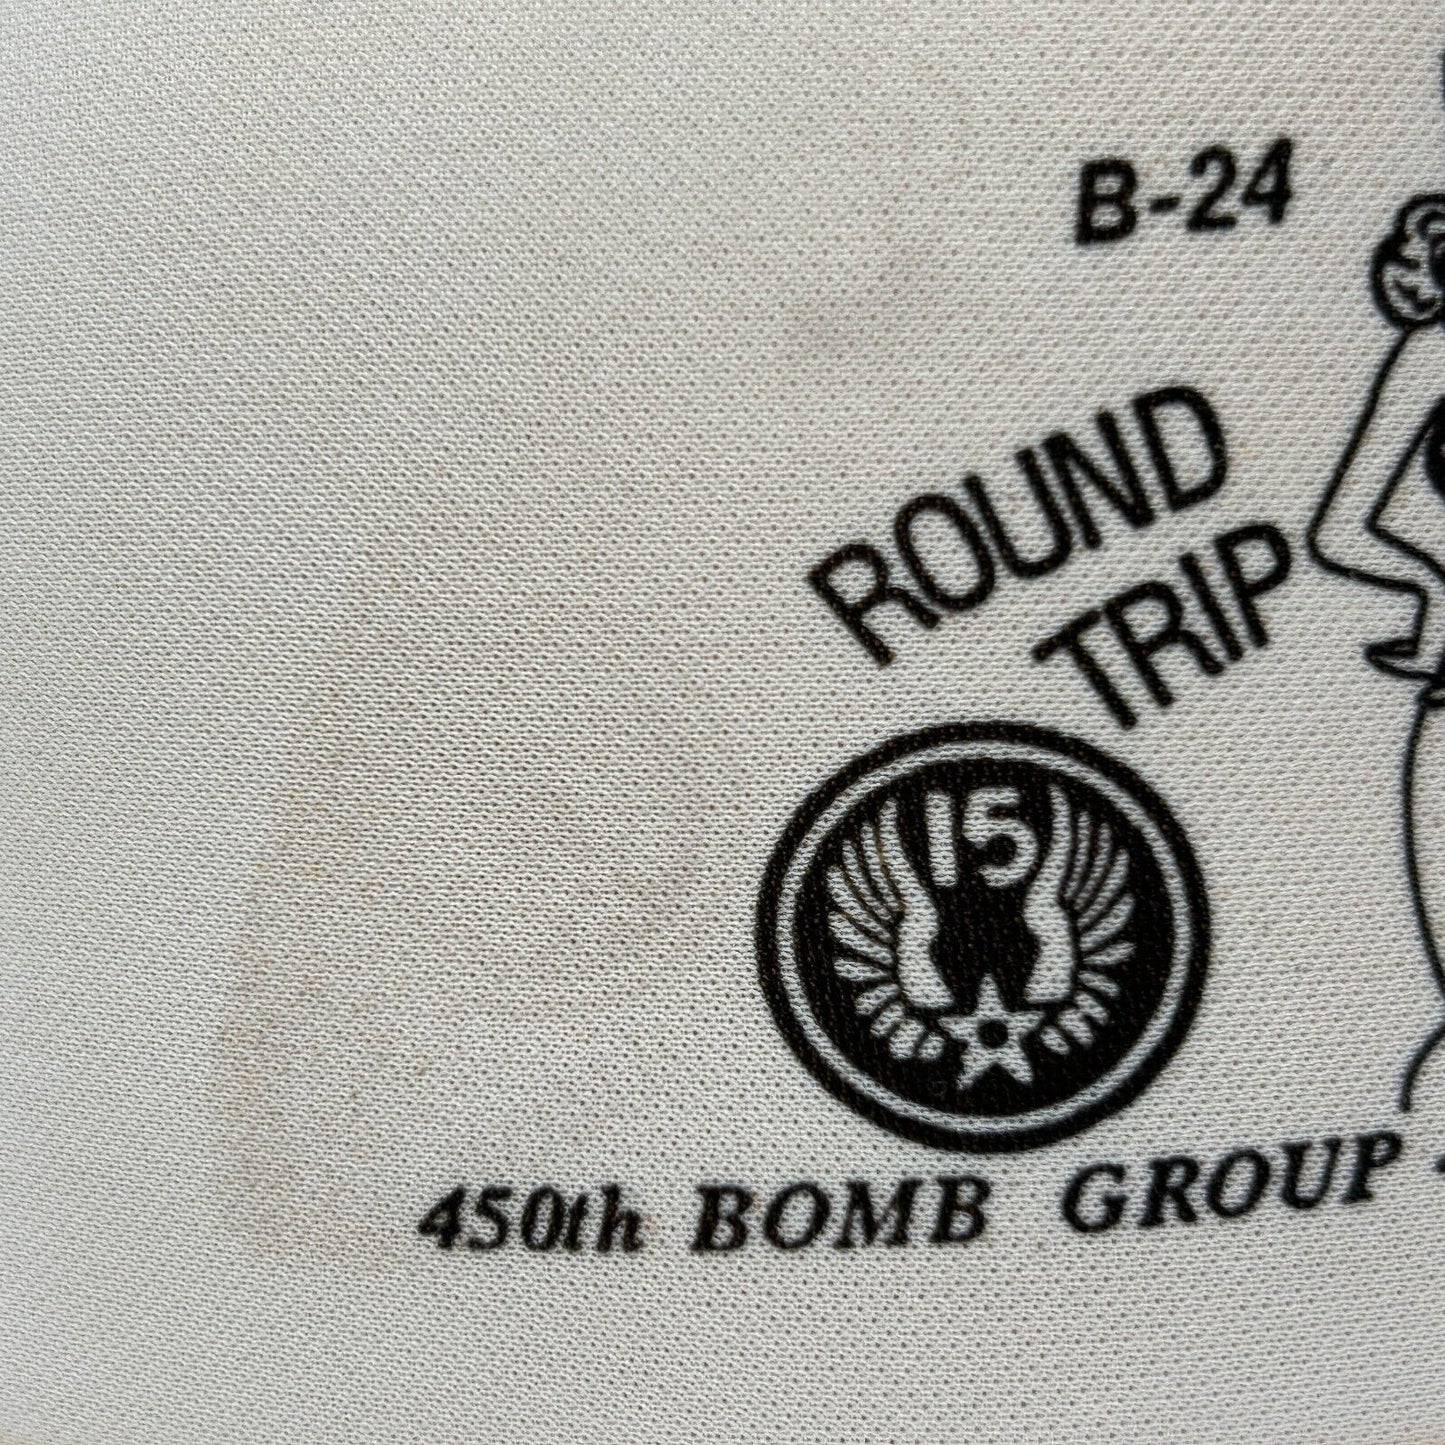 B-24
ROUND
TRIP
15
450th BOMB GROUP